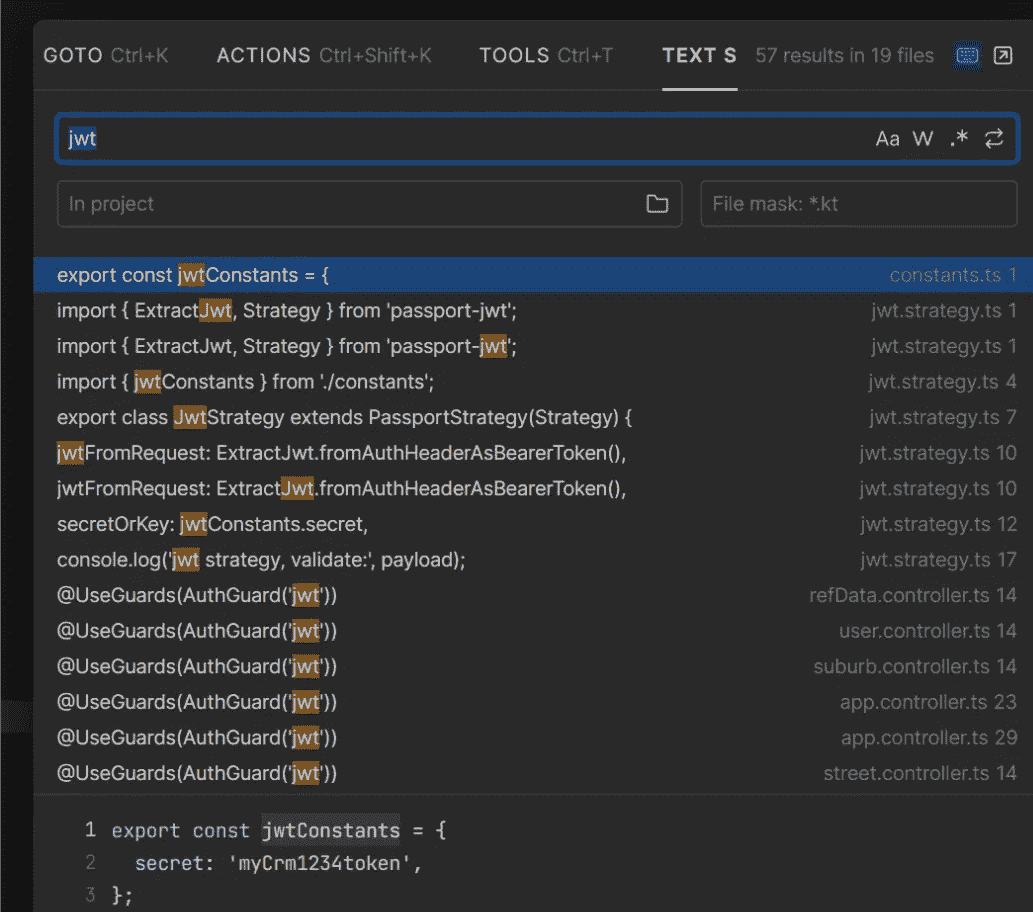 GOTO Ctrl+K ACTIONS Ctrl+Shift+K TOOLS Ctrl+T TEXT S 57 results in 19 files
jwt Aa W .*
In project File mask: *.kt
export const jwtConstants = { constants.ts 1
import { ExtractJwt, Strategy } from 'passport-jwt'; jwt.strategy.ts 1
import { ExtractJwt, Strategy } from 'passport-jwt'; jwt.strategy.ts 1
import { jwtConstants } from './constants'; jwt.strategy.ts 4
export class JwtStrategy extends PassportStrategy(Strategy) { jwt.strategy.ts 7
jwtFromRequest: ExtractJwt.fromAuthHeaderAsBearerToken(), jwt.strategy.ts 10
jwtFromRequest: ExtractJwt.fromAuthHeaderAsBearerToken(), jwt.strategy.ts 10
secretOrKey: jwtConstants.secret, jwt.strategy.ts 12
console.log('jwt strategy, validate:', payload); jwt.strategy.ts 17
@UseGuards(AuthGuard('jwt')) refData.controller.ts 14
@UseGuards(AuthGuard('jwt')) user.controller.ts 14
@UseGuards(AuthGuard('jwt')) suburb.controller.ts 14
@UseGuards(AuthGuard('jwt')) app.controller.ts 23
@UseGuards(AuthGuard('jwt')) app.controller.ts 29
@UseGuards(AuthGuard('jwt')) street.controller.ts 14
1 export const jwtConstants = {
2 secret: 'myCrm1234token',
3 };